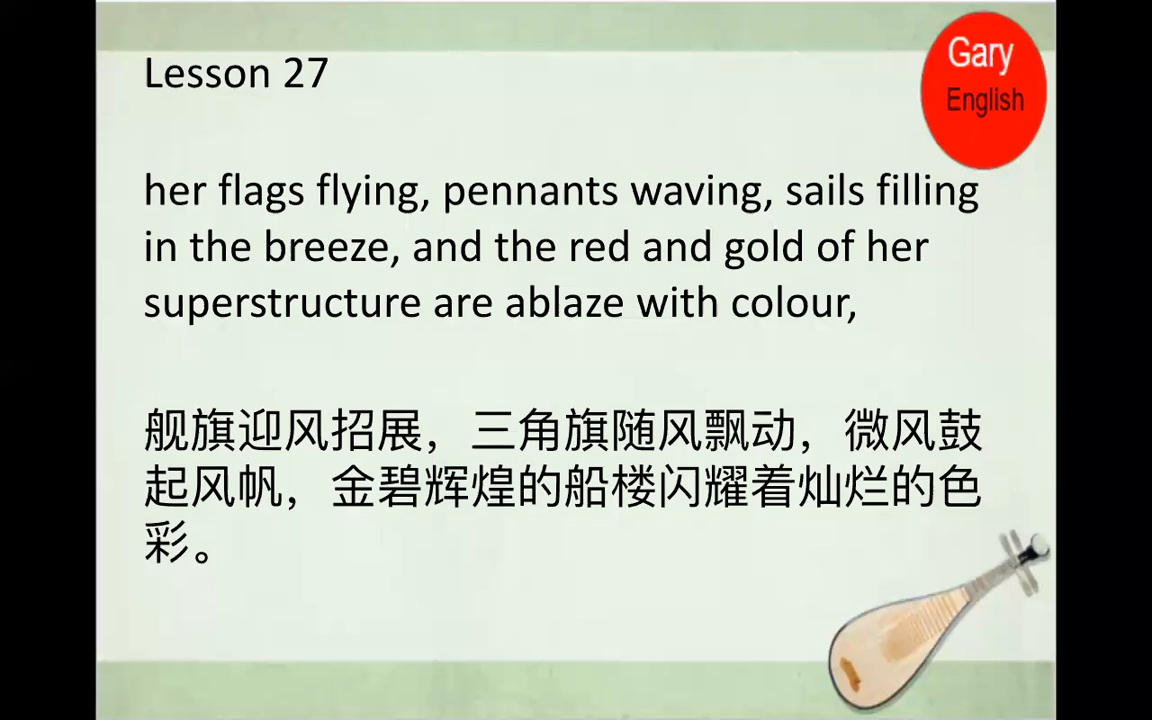 Lesson 27
Gary
English
her flags flying, pennants waving, sails filling
in the breeze, and the red and gold of her
superstructure are ablaze with colour,
舰旗迎风招展，三角旗随风飘动，微风鼓
起风帆，金碧辉煌的船楼闪耀着灿烂的色
彩。